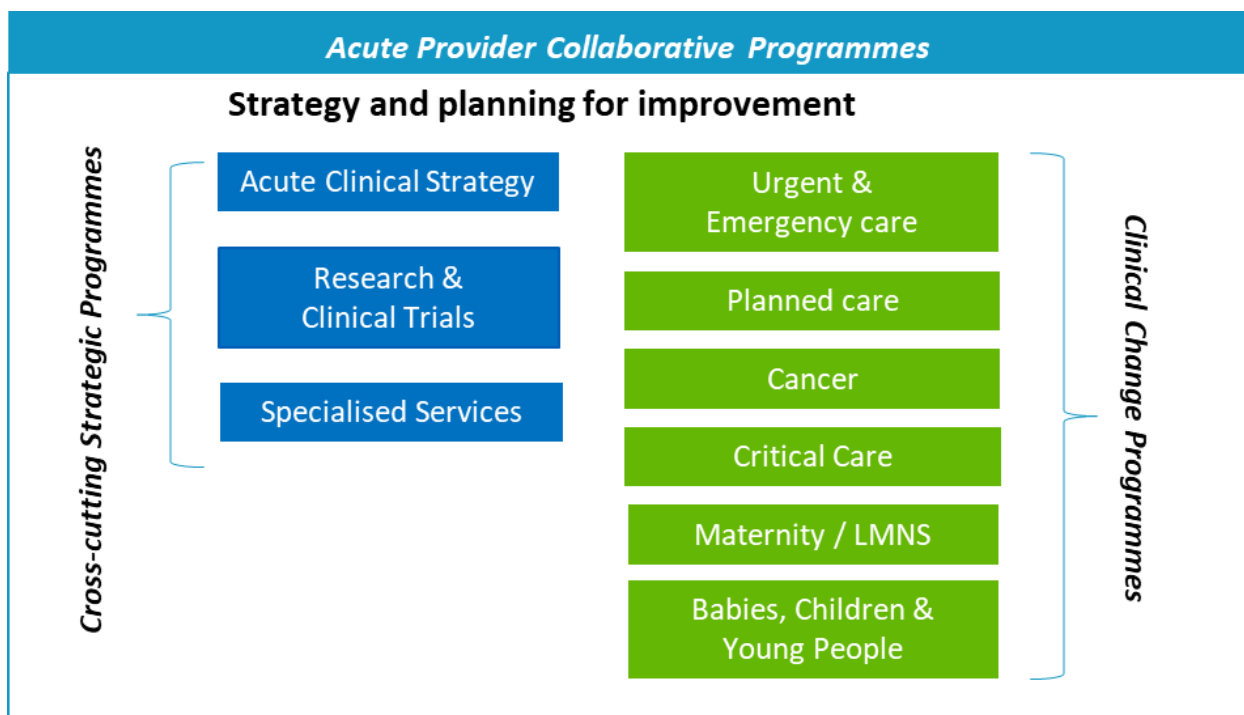 Acute Provider Collaborative Programmes
Strategy and planning for improvement
Cross-cutting Strategic Programmes
Acute Clinical Strategy
Research &
Clinical Trials
Specialised Services
Urgent &
Emergency care
Planned care
Cancer
Critical Care
Maternity / LMNS
Babies, Children &
Young People
Clinical Change Programmes